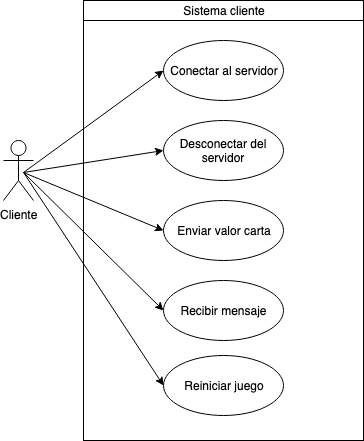 Sistema cliente
Conectar al servidor
Desconectar del
servidor
Cliente
Enviar valor carta
Recibir mensaje
Reiniciar juego